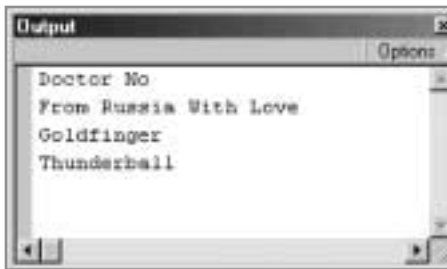 Output
Options
Doctor No
From Russia With Love
Goldfinger
Thunderball